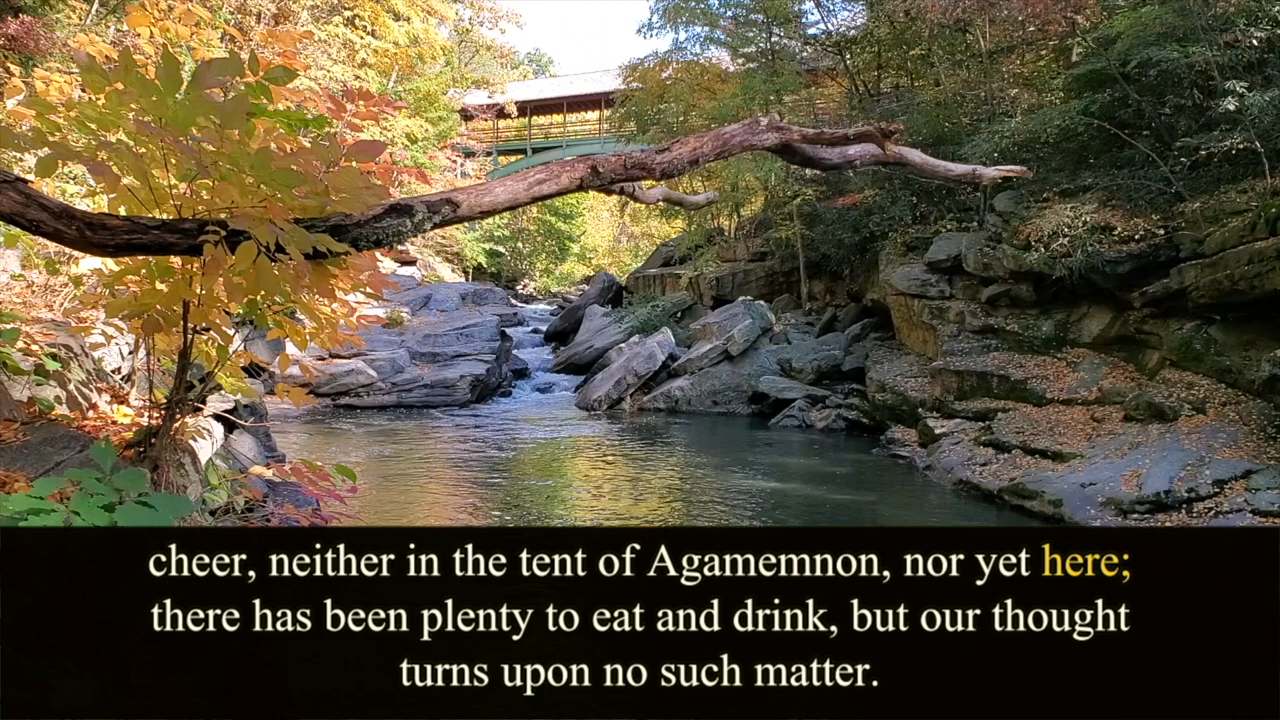 cheer, neither in the tent of Agamemnon, nor yet here;
there has been plenty to eat and drink, but our thought
turns upon no such matter.